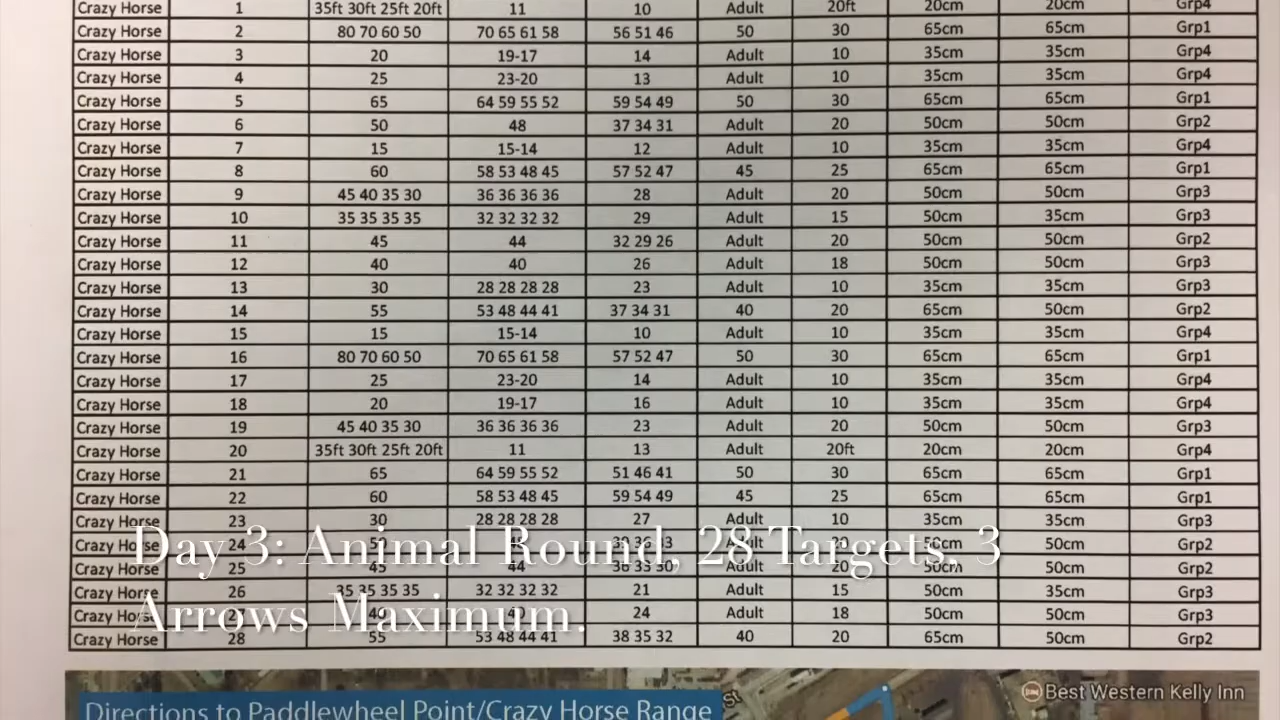 Crazy Horse 1 35ft 30ft 25ft 20ft 11 10 Adult 20ft 20cm 20cm Grp4
Crazy Horse 2 80 70 60 50 70 65 61 58 56 51 46 50 30 65cm 65cm Grp1
Crazy Horse 3 20 19-17 14 Adult 10 35cm 35cm Grp4
Crazy Horse 4 25 23-20 13 Adult 10 35cm 35cm Grp4
Crazy Horse 5 65 64 59 55 52 59 54 49 50 30 65cm 65cm Grp1
Crazy Horse 6 50 48 37 34 31 Adult 20 50cm 50cm Grp2
Crazy Horse 7 15 15-14 12 Adult 10 35cm 35cm Grp4
Crazy Horse 8 60 58 53 48 45 57 52 47 45 25 65cm 65cm Grp1
Crazy Horse 9 45 40 35 30 36 36 36 36 28 Adult 20 50cm 50cm Grp3
Crazy Horse 10 35 35 35 35 32 32 32 32 29 Adult 15 50cm 35cm Grp3
Crazy Horse 11 45 44 32 29 26 Adult 20 50cm 50cm Grp2
Crazy Horse 12 40 40 26 Adult 18 50cm 50cm Grp3
Crazy Horse 13 30 28 28 28 28 23 Adult 10 35cm 35cm Grp3
Crazy Horse 14 55 53 48 44 41 37 34 31 40 20 65cm 50cm Grp2
Crazy Horse 15 15 15-14 10 Adult 10 35cm 35cm Grp4
Crazy Horse 16 80 70 60 50 70 65 61 58 57 52 47 50 30 65cm 65cm Grp1
Crazy Horse 17 25 23-20 14 Adult 10 35cm 35cm Grp4
Crazy Horse 18 20 19-17 16 Adult 10 35cm 35cm Grp4
Crazy Horse 19 45 40 35 30 36 36 36 36 23 Adult 20 50cm 50cm Grp3
Crazy Horse 20 35ft 30ft 25ft 20ft 11 13 Adult 20ft 20cm 20cm Grp4
Crazy Horse 21 65 64 59 55 52 51 46 41 50 30 65cm 65cm Grp1
Crazy Horse 22 60 58 53 48 45 59 54 49 45 25 65cm 65cm Grp1
Crazy Horse 23 30 28 28 28 28 27 Adult 10 35cm 35cm Grp3
Crazy Horse 24 Adult 50cm 50cm Grp2
Crazy Horse 25 45 44 Adult 20 50cm 50cm Grp2
Crazy Horse 26 35 35 35 35 32 32 32 32 21 Adult 15 50cm 35cm Grp3
Crazy Horse 27 24 Adult 18 50cm 50cm Grp3
Crazy Horse 28 55 53 48 44 41 38 35 32 40 20 65cm 50cm Grp2
Day 3: Animal Round, 28 Targets, 3
Arrows Maximum.
Best Western Kelly Inn
St
Directions to Paddlewheel Point/Crazy Horse Range